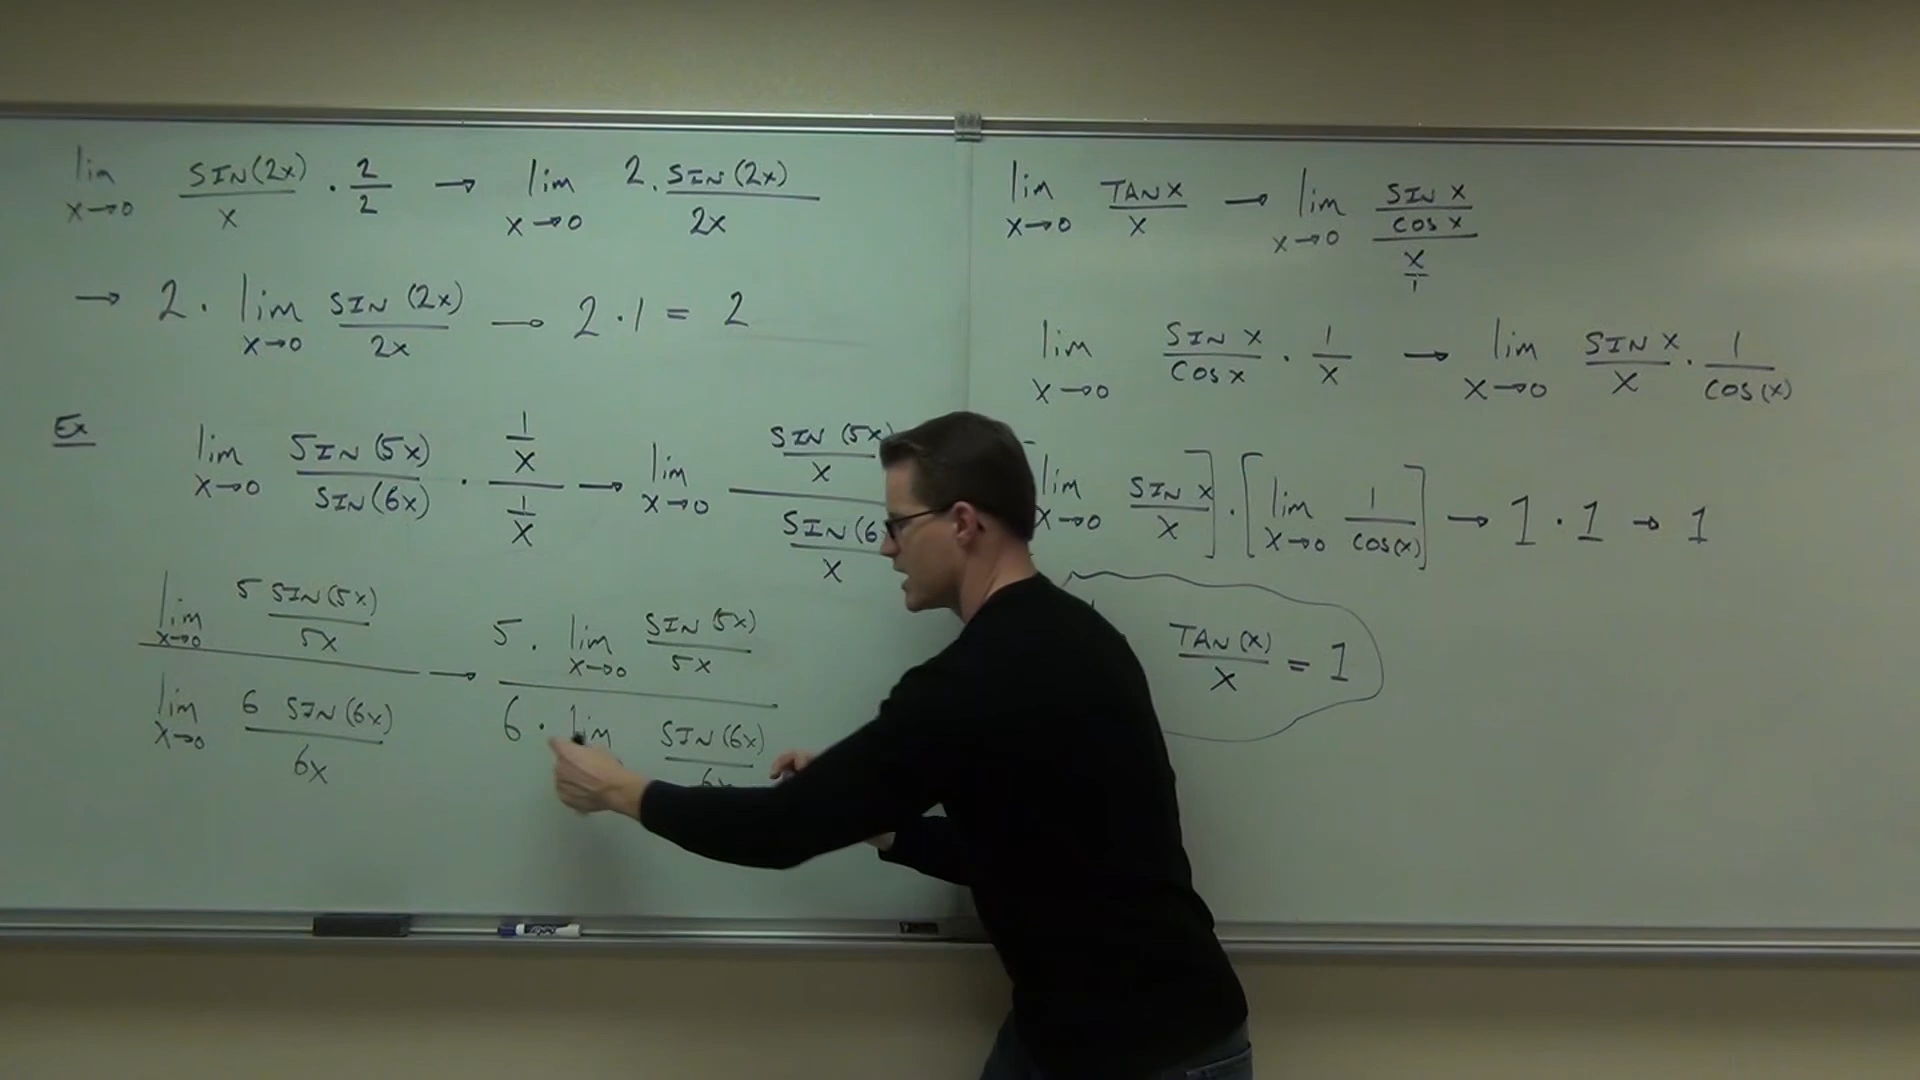 lim x→0 SIN(2x)/x · 2/2 → lim x→0 2·SIN(2x)/2x
→ 2 · lim x→0 SIN(2x)/2x → 2·1 = 2
Ex lim x→0 SIN(5x)/SIN(6x) · (1/x)/(1/x) → lim x→0 (SIN(5x)/x)/(SIN(6x)/x)
(lim x→0 5 SIN(5x)/5x)/(lim x→0 6 SIN(6x)/6x) → (5 · lim x→0 SIN(5x)/5x)/(6 · lim SIN(6x)/6x)
lim x→0 TAN x/x → lim x→0 (SIN x/COS x)/(x/1)
lim x→0 SIN x/COS x · 1/x → lim x→0 SIN x/x · 1/COS(x)
lim x→0 SIN x/x] · [lim x→0 1/COS(x)] → 1 · 1 → 1
TAN(x)/x = 1